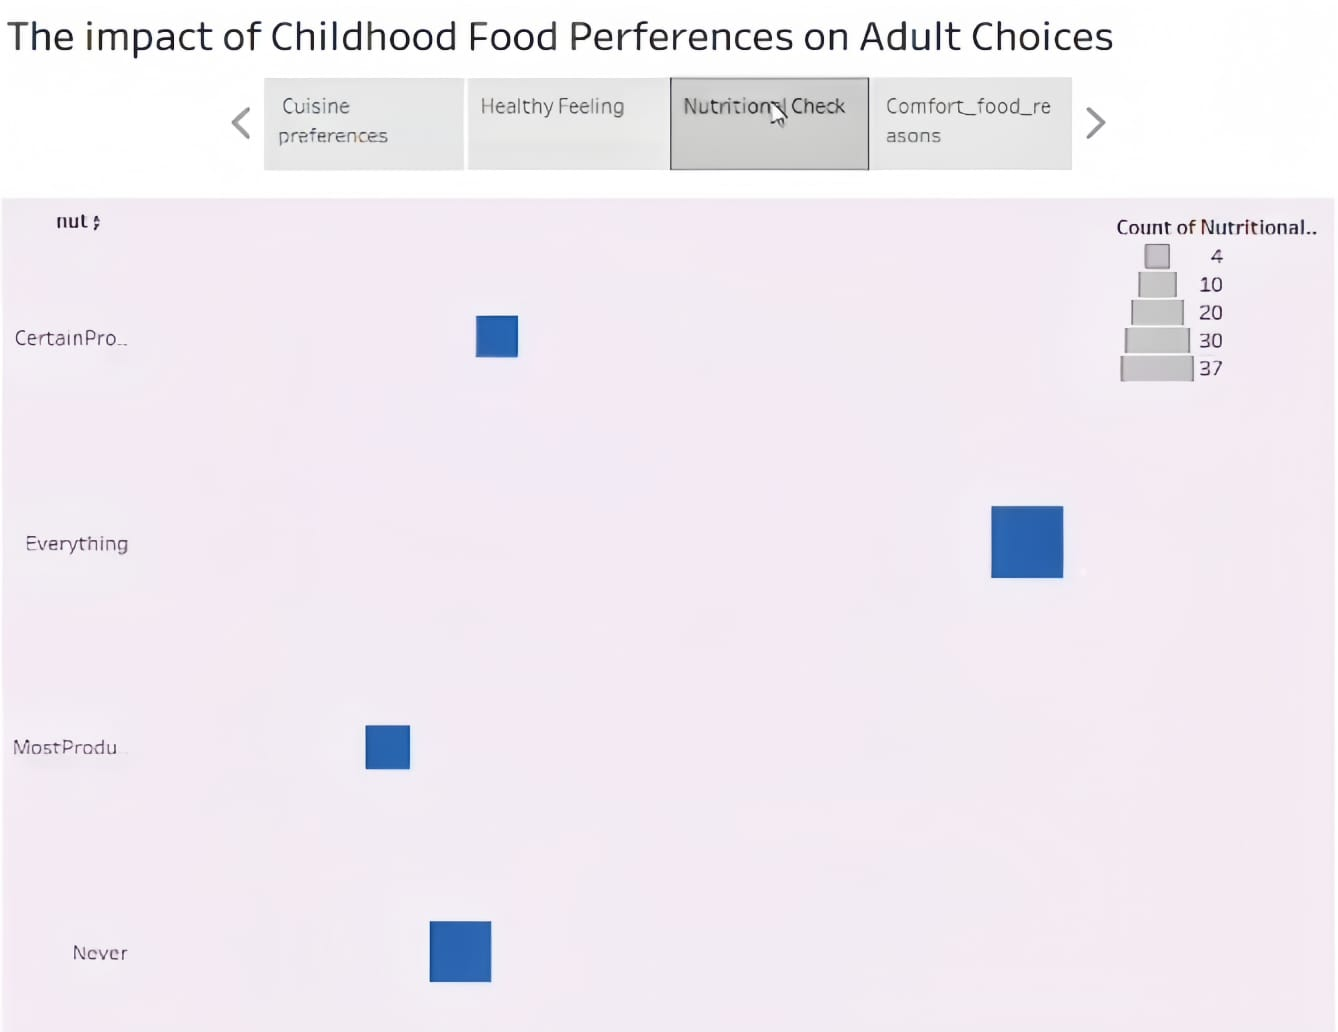 The impact of Childhood Food Perferences on Adult Choices
Cuisine
preferences
Healthy Feeling
Nutritional Check
Comfort_food_re
asons
nut
Count of Nutritional..
4
10
20
30
37
CertainPro..
Everything
MostProdu
Never